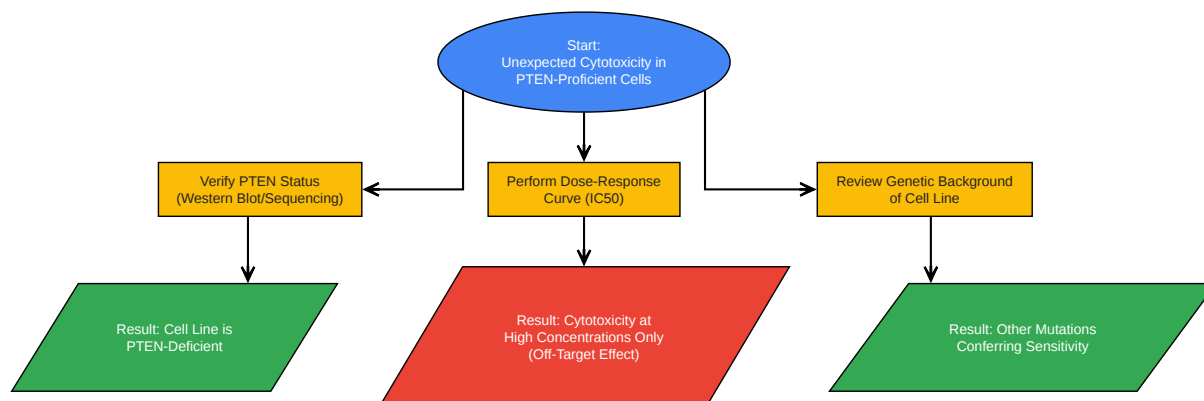 Start:
Unexpected Cytotoxicity in
PTEN-Proficient Cells
Verify PTEN Status
(Western Blot/Sequencing)
Perform Dose-Response
Curve (IC50)
Review Genetic Background
of Cell Line
Result: Cell Line is
PTEN-Deficient
Result: Cytotoxicity at
High Concentrations Only
(Off-Target Effect)
Result: Other Mutations
Conferring Sensitivity